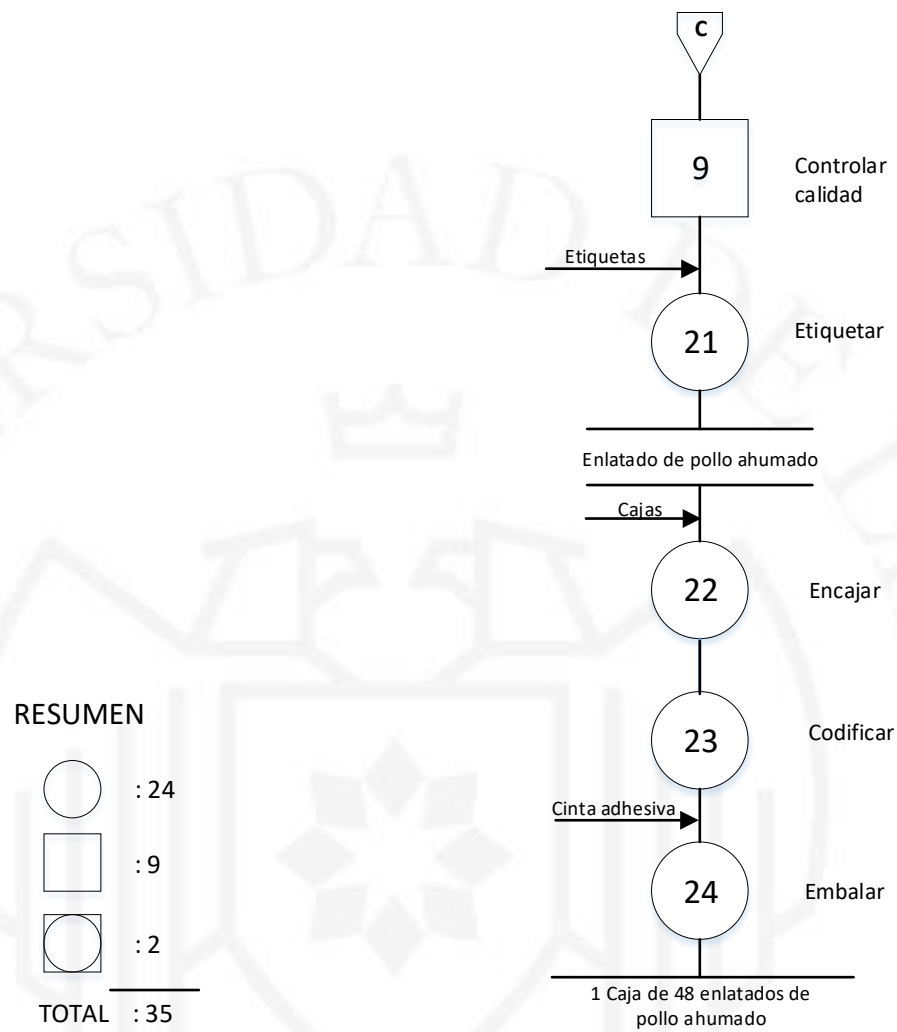 C
9
Controlar
calidad
Etiquetas
21
Etiquetar
Enlatado de pollo ahumado
Cajas
22
Encajar
23
Codificar
Cinta adhesiva
24
Embalar
1 Caja de 48 enlatados de
pollo ahumado
RESUMEN
: 24
: 9
: 2
TOTAL : 35